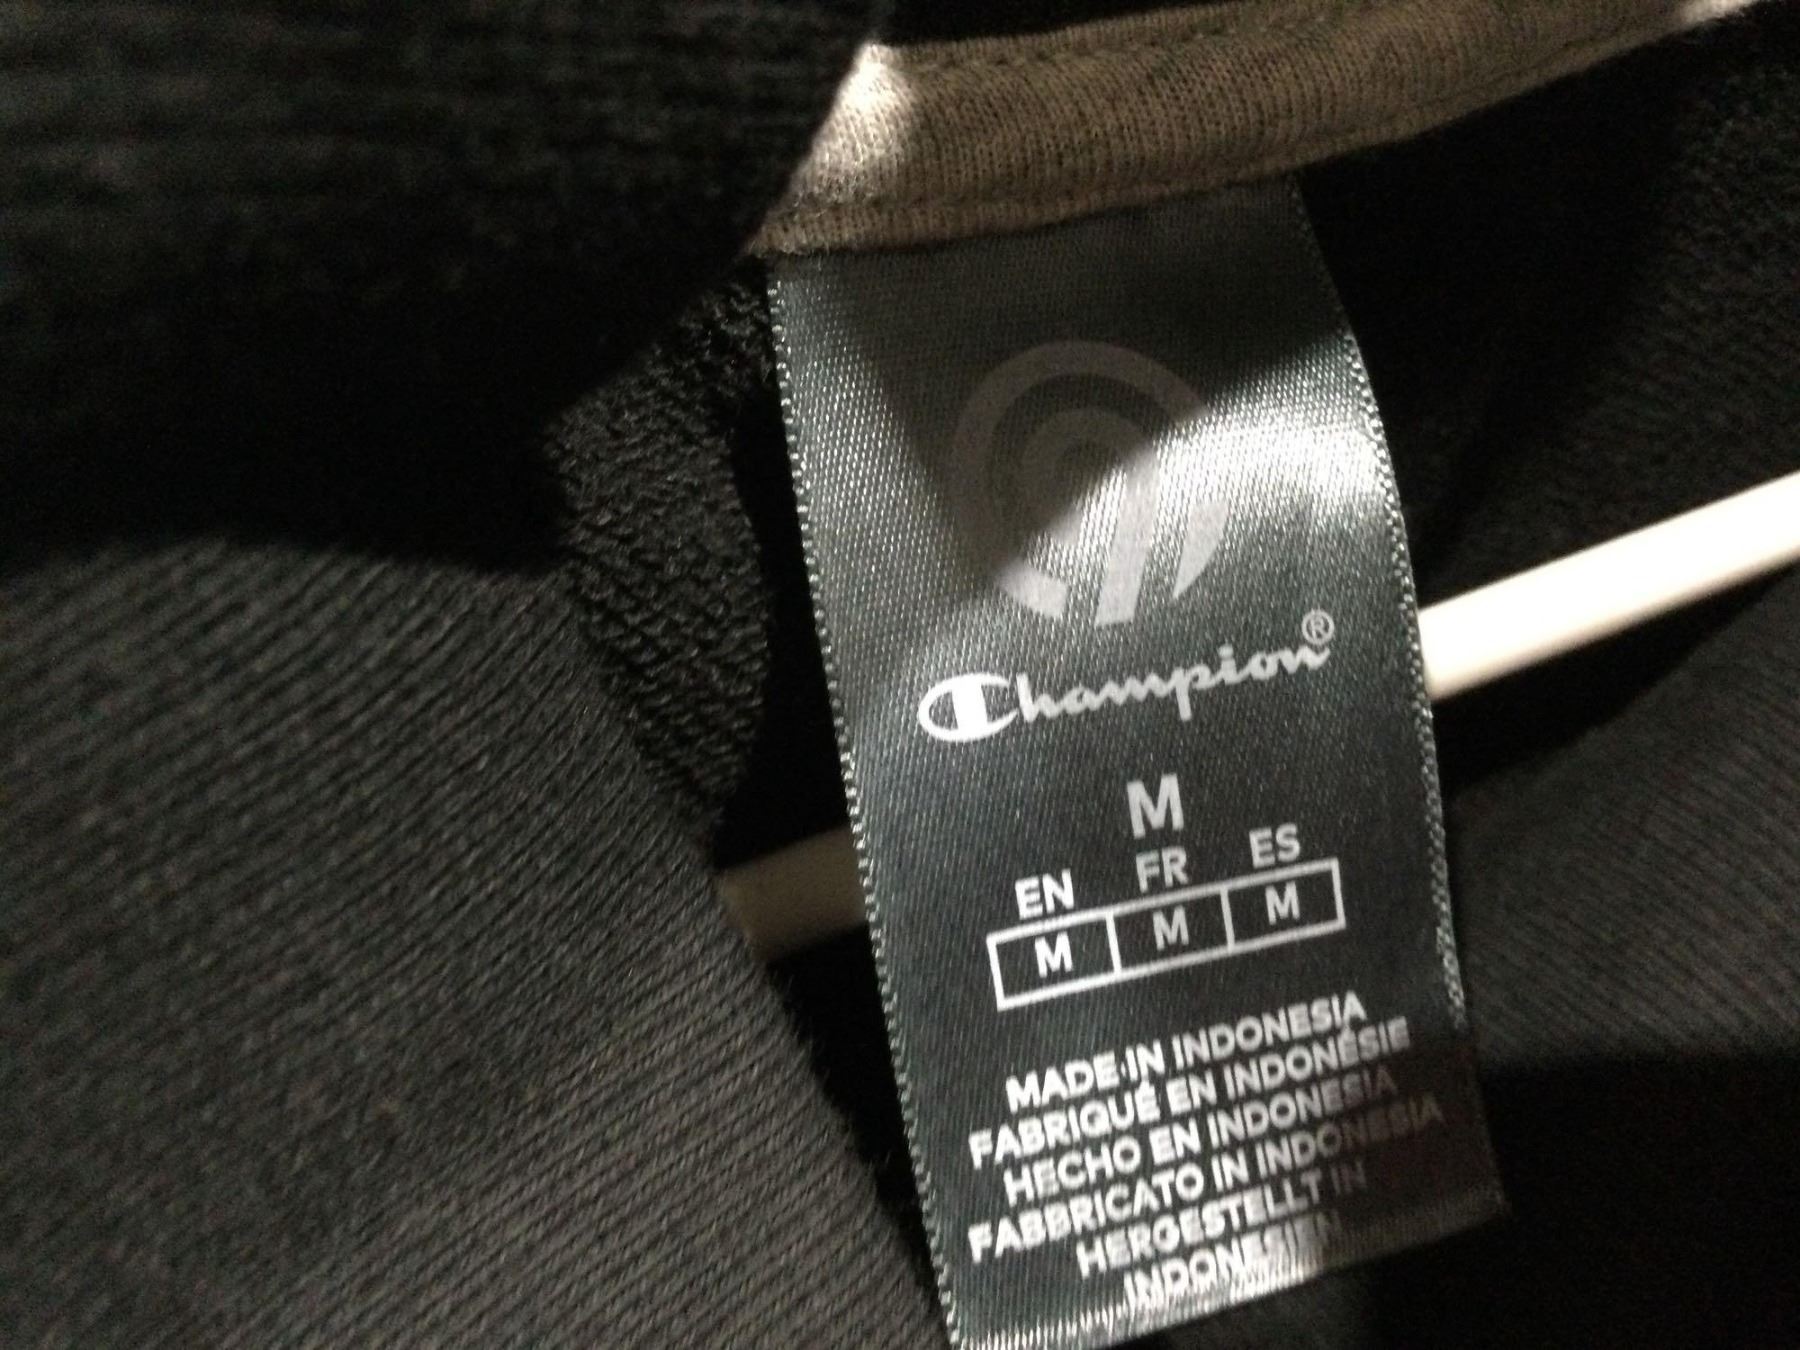 Champion®
M
EN FR ES
M M M
MADE IN INDONESIA
FABRIQUÉ EN INDONÉSIE
HECHO EN INDONESIA
FABBRICATO IN INDONESIA
HERGESTELLT IN
INDONESIEN